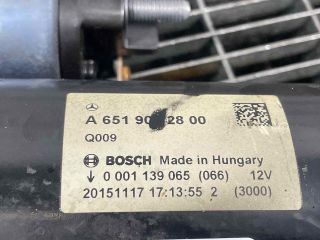 A 651 90 28 00
Q009
BOSCH Made in Hungary
↓ 0 001 139 065 (066) 12V
20151117 17:13:55 2 (3000)